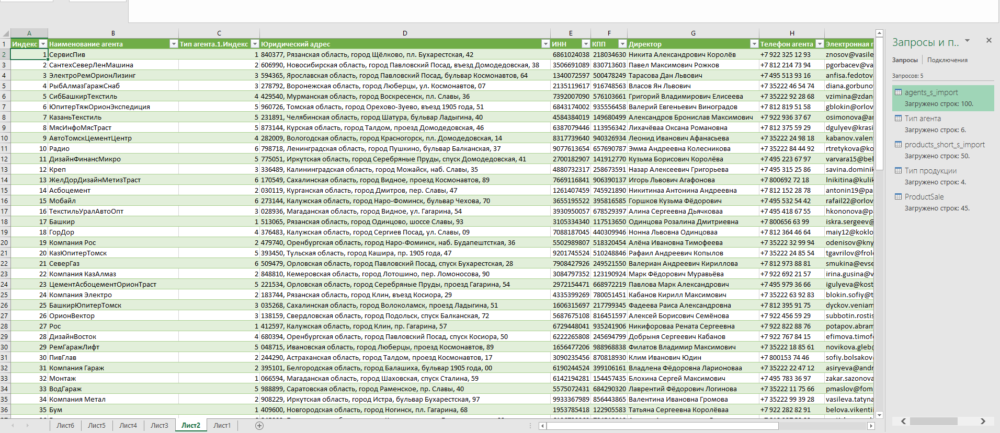 Запросы и п..
Запросы Подключения
Запросов: 5
agents_s_import
Загружено строк: 100.
Тип агента
Загружено строк: 6.
products_short_s_import
Загружено строк: 50.
Тип продукции
Загружено строк: 4.
ProductSale
Загружено строк: 45.
A B C D E F G H
1 Индекс Наименование агента Тип агента.1.Индекс Юридический адрес ИНН КПП Директор Телефон агента Электронная п
2 1 СервисПив 1 840377, Рязанская область, город Щёлково, пл. Бухарестская, 42 6861024038 218034630 Никита Александрович Королёв +7 922 325 12 93 znosov@vasile
3 2 СантехСеверЛенМашина 2 606990, Новосибирская область, город Павловский Посад, въезд Домодедовская, 38 3506691089 830713603 Павел Максимович Рожков +7 812 214 73 94 pgorbacev@va
4 3 ЭлектроРемОрионЛизинг 3 594365, Ярославская область, город Павловский Посад, бульвар Космонавтов, 64 1340072597 500478249 Тарасова Дан Львович +7 495 513 93 16 anfisa.fedotov
5 4 РыбАлмазГаражСнаб 3 278792, Воронежская область, город Люберцы, ул. Космонавтов, 07 2135119617 916748563 Власов Ян Львович +7 35222 46 54 74 diana.gorbuno
6 5 СибБашкирТекстиль 4 429540, Мурманская область, город Воскресенск, пл. Славы, 36 7392007090 576103661 Григорий Владимирович Елисеева +7 35222 92 28 68 vzimina@zdan
7 6 ЮпитерТяжОрионЭкспедиция 5 960726, Томская область, город Орехово-Зуево, въезд 1905 года, 51 6843174002 935556458 Валерий Евгеньевич Виноградов +7 812 819 51 58 gblokin@orlov
8 7 КазаньТекстиль 5 231891, Челябинская область, город Шатура, бульвар Ладыгина, 40 4584384019 149680499 Александров Бронислав Максимович +7 922 936 37 67 osimonova@an
9 8 МясИнфоМясТраст 5 873144, Курская область, город Талдом, проезд Домодедовская, 46 6387079446 113956342 Лихачёваа Оксана Романовна +7 812 375 59 29 dgulyev@krasi
10 9 АвтоТомскЦементЦентр 4 282009, Вологодская область, город Красногорск, пл. Домодедовская, 14 8317739640 940326934 Леонид Иванович Афанасьева +7 35222 24 98 18 kabanov.valen
11 10 Радио 6 798718, Ленинградская область, город Пушкино, бульвар Балканская, 37 9077613654 657690787 Эмма Андреевна Колесникова +7 35222 84 44 92 rtretykova@ko
12 11 ДизайнФинансМикро 5 775051, Иркутская область, город Серебряные Пруды, спуск Домодедовская, 41 2700182907 141912770 Кузьма Борисович Королёва +7 495 223 67 97 varvara15@bel
13 12 Креп 3 336489, Калининградская область, город Можайск, наб. Славы, 35 4880732317 258673591 Назар Алексеевич Григорьева +7 495 315 25 86 savina.dominik
14 13 ЖелДорДизайнМетизТраст 6 170549, Сахалинская область, город Видное, проезд Космонавтов, 89 7669116841 906390137 Игорь Львович Агафонова +7 800692 72 18 lnikitina@kulik
15 14 Асбоцемент 2 030119, Курганская область, город Дмитров, пер. Славы, 47 1261407459 745921890 Никитинаа Антонина Андреевна +7 812 152 28 78 antonin19@pa
16 15 Мобайл 6 273144, Калужская область, город Наро-Фоминск, бульвар Чехова, 70 3655195522 395816585 Горшков Кузьма Фёдорович +7 495 532 54 42 rafail22@orlov
17 16 ТекстильУралАвтоОпт 3 028936, Магаданская область, город Видное, ул. Гагарина, 54 3930950057 678529397 Алина Сергеевна Дьячковаа +7 495 418 67 55 hkononova@pa
18 17 Башкир 1 513065, Рязанская область, город Одинцово, шоссе Славы, 93 3105334340 117513650 Одинцова Розалина Дмитриевна +7 800656 63 99 iskra.sergeev@
19 18 ГорДор 4 376483, Калужская область, город Сергиев Посад, ул. Славы, 09 7088187045 440309946 Нонна Львовна Одинцоваа +7 812 364 46 64 maiy12@koklo
20 19 Компания Рос 2 479740, Оренбургская область, город Наро-Фоминск, наб. Будапештсткая, 36 5502989807 518320454 Алёна Ивановна Тимофеева +7 35222 32 99 94 odenisov@kny
21 20 КазЮпитерТомск 5 393450, Тульская область, город Кашира, пр. 1905 года, 47 9201745524 510248846 Рафаил Андреевич Копылов +7 35222 24 85 54 tgavrilov@frol
22 21 СеверГаз 6 509479, Орловская область, город Павловский Посад, спуск Бухарестская, 28 7908427926 249521550 Валериан Андреевич Кириллова +7 812 973 88 81 smukina@evse
23 22 Компания КазАлмаз 2 848810, Кемеровская область, город Лотошино, пер. Ломоносова, 90 3084797352 123190924 Марк Фёдорович Муравьёва +7 922 692 21 57 irina.gusina@v
24 23 ЦементАсбоцементОрионТраст 5 221534, Орловская область, город Серебряные Пруды, проезд Гагарина, 54 2972154471 668972219 Павлова Марк Александрович +7 495 979 36 66 igulyeva@kost
25 24 Компания Электро 2 183744, Рязанская область, город Клин, въезд Косиора, 29 4335399269 780051451 Кабанов Кирилл Максимович +7 35222 63 92 83 blokin.sofiy@t
26 25 БашкирЮпитерТомск 3 035268, Сахалинская область, город Волоколамск, проезд Ладыгина, 51 1606315697 217799345 Фадеева Раиса Александровна +7 812 395 91 75 dyckov.veniam
27 26 ОрионВектор 3 138159, Свердловская область, город Подольск, спуск Балканская, 72 5687675108 816451597 Алексей Борисович Семёнова +7 922 456 59 29 subbotin.rostis
28 27 Рос 1 412597, Калужская область, город Клин, пр. Гагарина, 57 6729448041 935241906 Никифороваа Рената Сергеевна +7 922 822 88 76 potapov.abram
29 28 ДизайнВосток 4 680394, Оренбургская область, город Павловский Посад, спуск Косиора, 50 6222265808 245694799 Добрыня Сергеевич Кабанов +7 922 767 84 15 efimova.timofe
30 29 РемГаражЛифт 5 048715, Ивановская область, город Люберцы, проезд Космонавтов, 89 1656477206 988968838 Филатов Владимир Максимович +7 35222 18 85 61 novikova.gleb@
31 30 ПивГлав 2 244290, Астраханская область, город Талдом, проезд Космонавтов, 17 3090235456 870818930 Клим Иванович Юдин +7 800153 74 46 sofiy.bolsakov
32 31 Компания Гараж 2 395101, Белгородская область, город Балашиха, бульвар 1905 года, 00 6190244524 399106161 Владлена Фёдоровна Ларионоваа +7 35222 22 47 12 asiryeva@andr
33 32 Монтаж 1 066594, Магаданская область, город Шаховская, спуск Сталина, 59 6142194281 154457435 Блохина Сергей Максимович +7 495 783 36 97 zakar.sazonova
34 33 ВодГараж 5 988899, Саратовская область, город Раменское, пр. Славы, 40 5575072431 684290320 Лаврентий Фёдорович Логинова +7 35222 11 75 66 pmaslov@fom
35 34 Компания Метал 2 908229, Иркутская область, город Истра, бульвар Бухарестская, 97 9933367989 856443865 Валентина Ивановна Громова +7 35222 99 39 28 vasileva.tatyna
36 35 Бум 1 409600, Новгородская область, город Ногинск, пл. Гагарина, 68 1953785418 122905583 Татьяна Сергеевна Королёваа +7 922 282 82 91 belova.vikentii
Лист6 Лист5 Лист4 Лист3 Лист2 Лист1